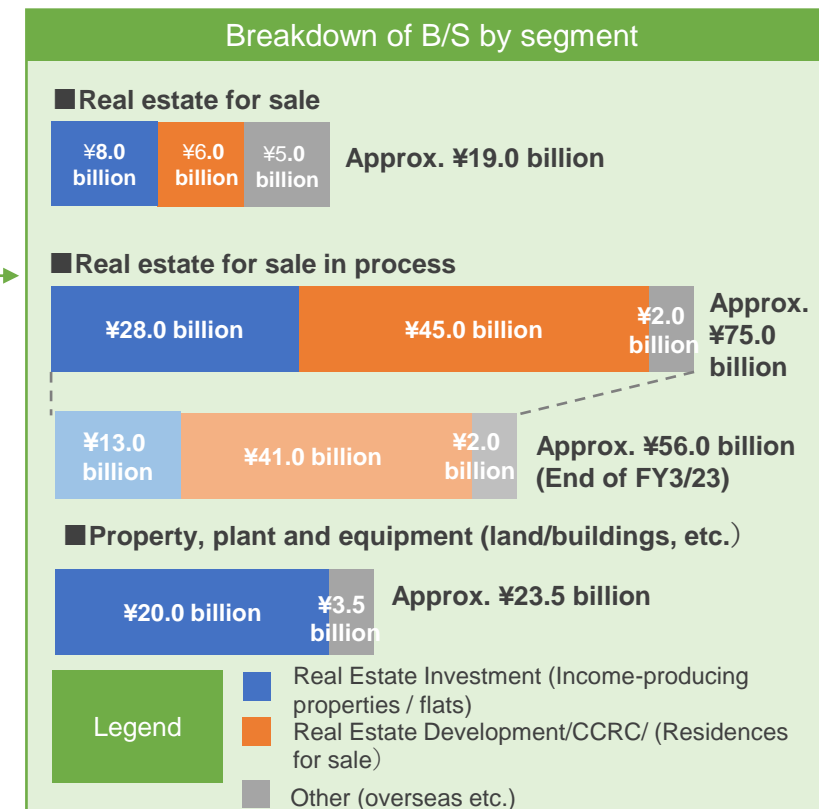 Breakdown of B/S by segment
■Real estate for sale
¥8.0
billion
¥6.0
billion
¥5.0
billion
Approx. ¥19.0 billion
■Real estate for sale in process
¥28.0 billion
¥45.0 billion
¥2.0
billion
Approx.
¥75.0
billion
¥13.0
billion
¥41.0 billion
¥2.0
billion
Approx. ¥56.0 billion
(End of FY3/23)
■Property, plant and equipment (land/buildings, etc.）
¥20.0 billion
¥3.5
billion
Approx. ¥23.5 billion
Legend
Real Estate Investment (Income-producing
properties / flats)
Real Estate Development/CCRC/ (Residences
for sale）
Other (overseas etc.)